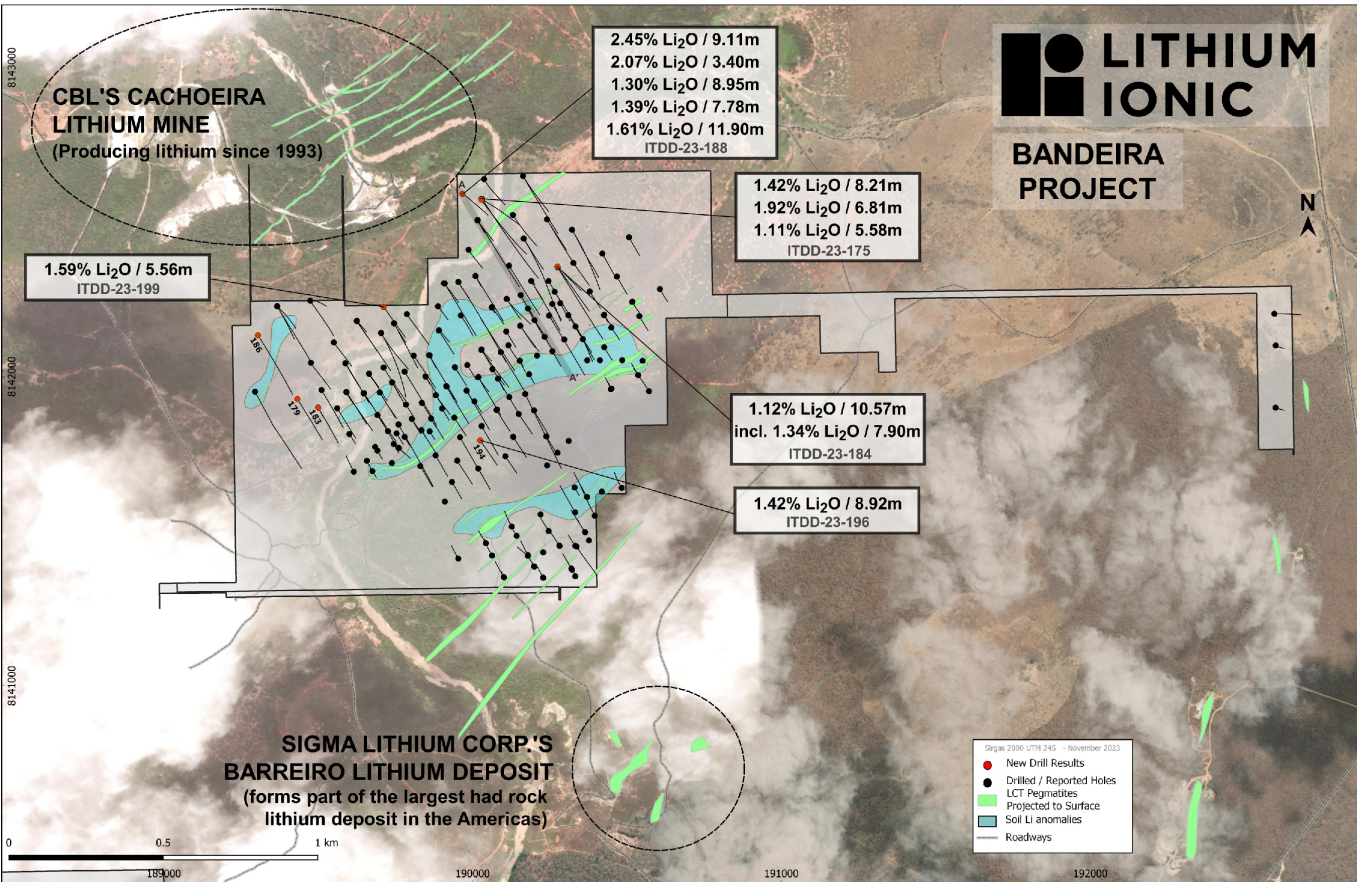 LITHIUM
IONIC
BANDEIRA
PROJECT
N
CBL'S CACHOEIRA
LITHIUM MINE
(Producing lithium since 1993)
2.45% Li2O / 9.11m
2.07% Li2O / 3.40m
1.30% Li2O / 8.95m
1.39% Li2O / 7.78m
1.61% Li2O / 11.90m
ITDD-23-188
1.42% Li2O / 8.21m
1.92% Li2O / 6.81m
1.11% Li2O / 5.58m
ITDD-23-175
1.59% Li2O / 5.56m
ITDD-23-199
A
A'
186
179
183
194
1.12% Li2O / 10.57m
incl. 1.34% Li2O / 7.90m
ITDD-23-184
1.42% Li2O / 8.92m
ITDD-23-196
SIGMA LITHIUM CORP.'S
BARREIRO LITHIUM DEPOSIT
(forms part of the largest had rock
lithium deposit in the Americas)
Sirgas 2000 UTM 24S - November 2023
New Drill Results
Drilled / Reported Holes
LCT Pegmatites
Projected to Surface
Soil Li anomalies
Roadways
0 0.5 1 km
8143000
8142000
8141000
189000 190000 191000 192000